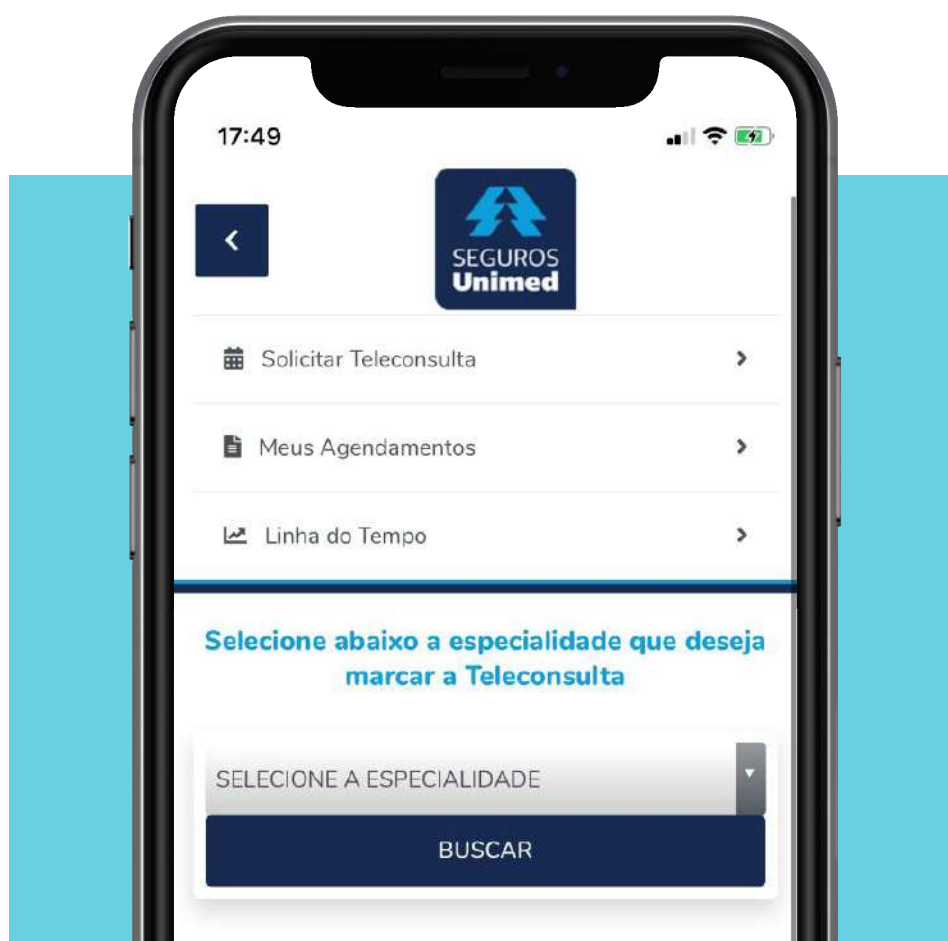 17:49
SEGUROS
Unimed
Solicitar Teleconsulta
Meus Agendamentos
Linha do Tempo
Selecione abaixo a especialidade que deseja
marcar a Teleconsulta
SELECIONE A ESPECIALIDADE
BUSCAR